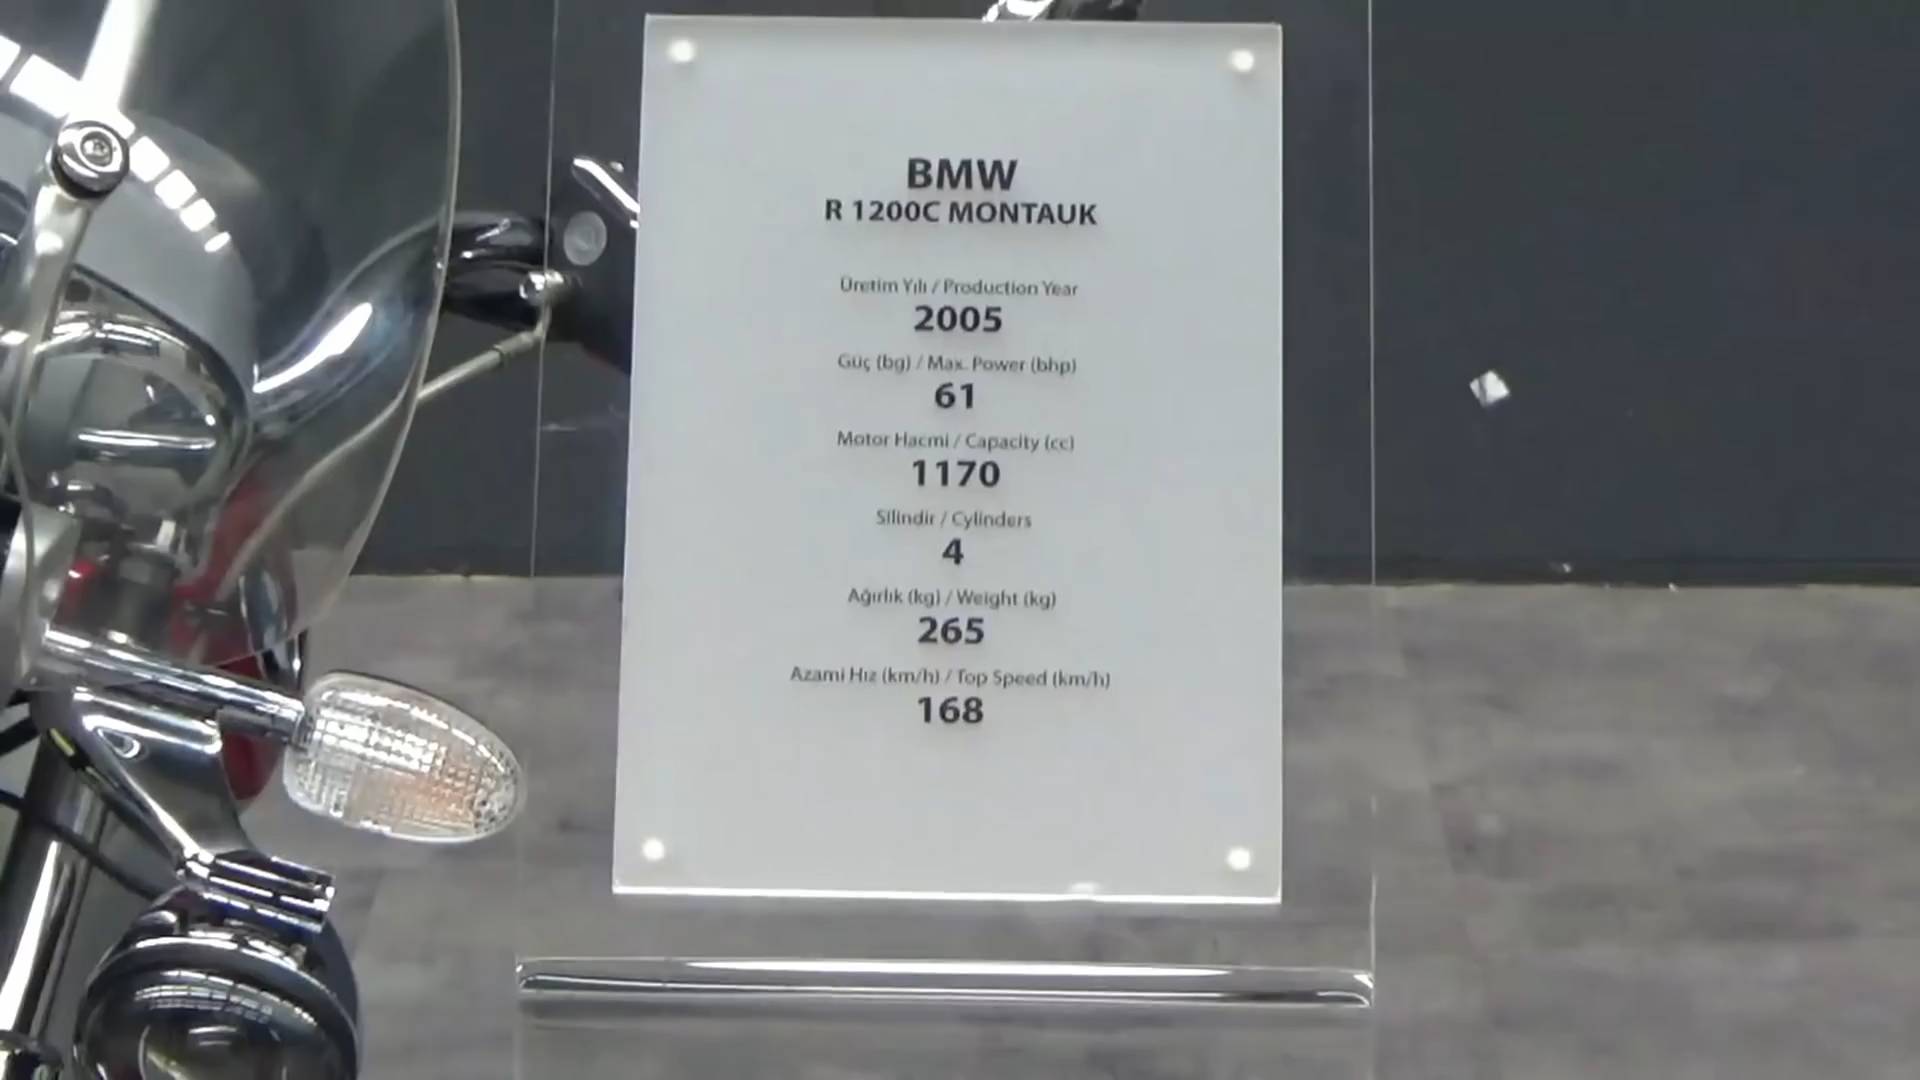 BMW
R 1200C MONTAUK
Üretim Yılı / Production Year
2005
Güç (bg) / Max. Power (bhp)
61
Motor Hacmi / Capacity (cc)
1170
Silindir / Cylinders
4
Ağırlık (kg) / Weight (kg)
265
Azami Hız (km/h) / Top Speed (km/h)
168